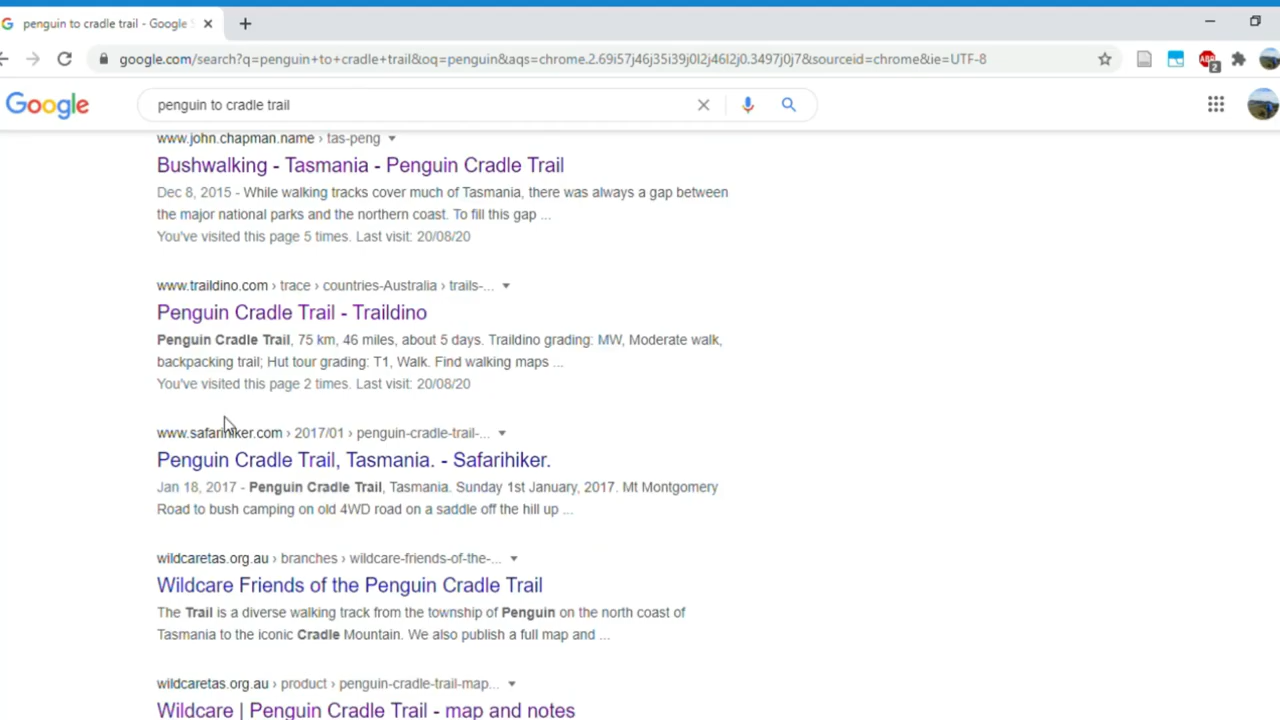 penguin to cradle trail - Google S
google.com/search?q=penguin+to+cradle+trail&oq=penguin&aqs=chrome.2.69i57j46j35i39j0l2j46l2j0.3497j0j7&sourceid=chrome&ie=UTF-8
ABP
2
Google
penguin to cradle trail
www.john.chapman.name › tas-peng
Bushwalking - Tasmania - Penguin Cradle Trail
Dec 8, 2015 - While walking tracks cover much of Tasmania, there was always a gap between
the major national parks and the northern coast. To fill this gap ...
You've visited this page 5 times. Last visit: 20/08/20
www.traildino.com › trace › countries-Australia › trails-...
Penguin Cradle Trail - Traildino
Penguin Cradle Trail, 75 km, 46 miles, about 5 days. Traildino grading: MW, Moderate walk,
backpacking trail; Hut tour grading: T1, Walk. Find walking maps ...
You've visited this page 2 times. Last visit: 20/08/20
www.safarihiker.com › 2017/01 › penguin-cradle-trail-...
Penguin Cradle Trail, Tasmania. - Safarihiker.
Jan 18, 2017 - Penguin Cradle Trail, Tasmania. Sunday 1st January, 2017. Mt Montgomery
Road to bush camping on old 4WD road on a saddle off the hill up ...
wildcaretas.org.au › branches › wildcare-friends-of-the-...
Wildcare Friends of the Penguin Cradle Trail
The Trail is a diverse walking track from the township of Penguin on the north coast of
Tasmania to the iconic Cradle Mountain. We also publish a full map and ...
wildcaretas.org.au › product › penguin-cradle-trail-map...
Wildcare | Penguin Cradle Trail - map and notes